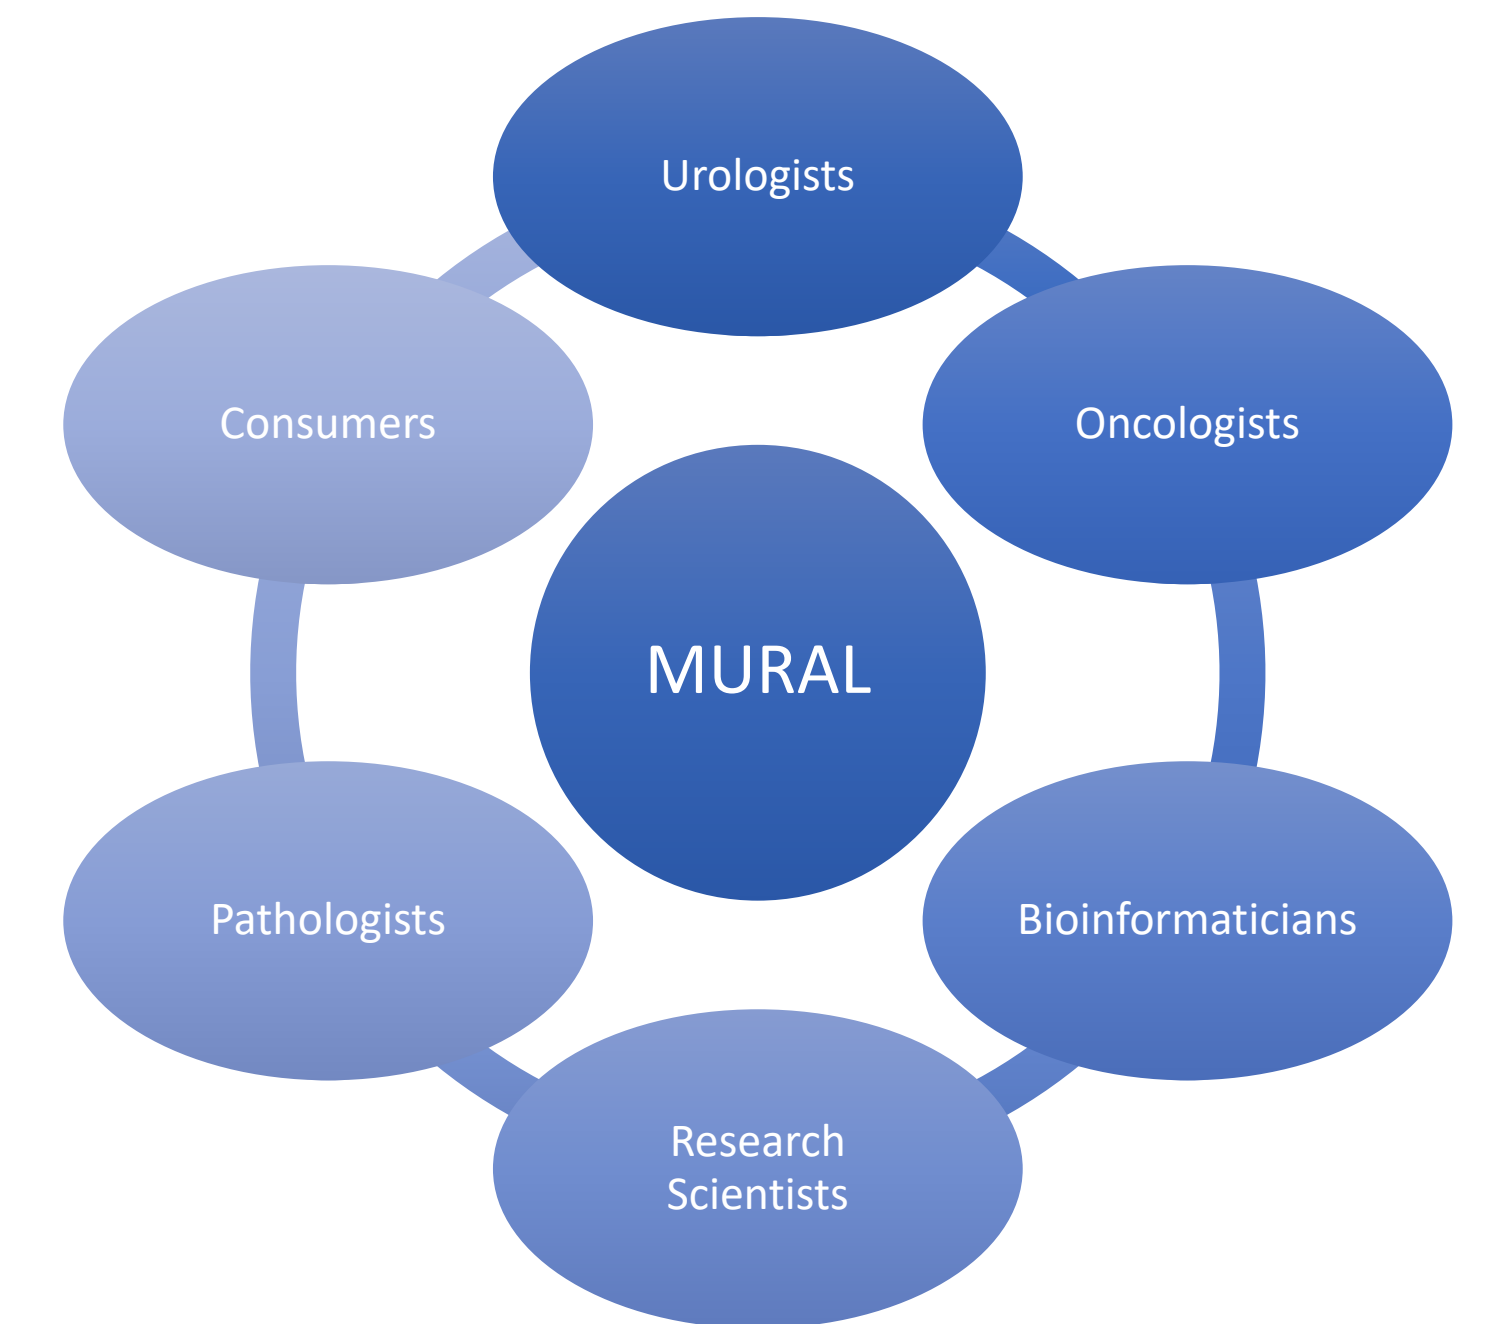 Urologists
Consumers
Oncologists
MURAL
Pathologists
Bioinformaticians
Research
Scientists